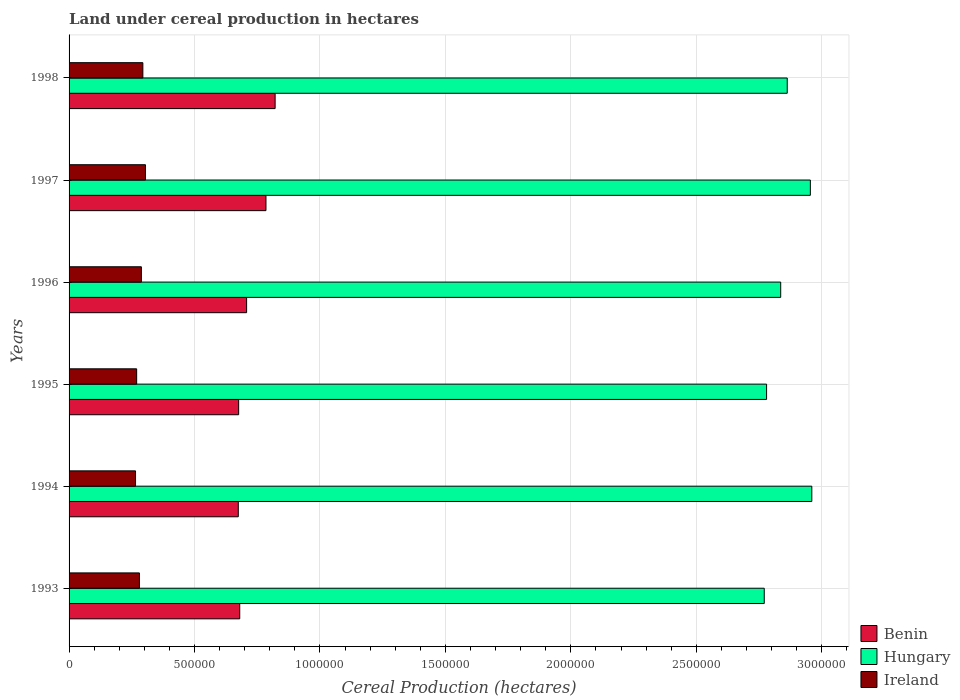 Land under cereal production in hectares
1998
1997
1996
1995
1994
1993
Years
0
500000
1000000
1500000
2000000
2500000
3000000
Cereal Production (hectares)
Benin
Hungary
Ireland